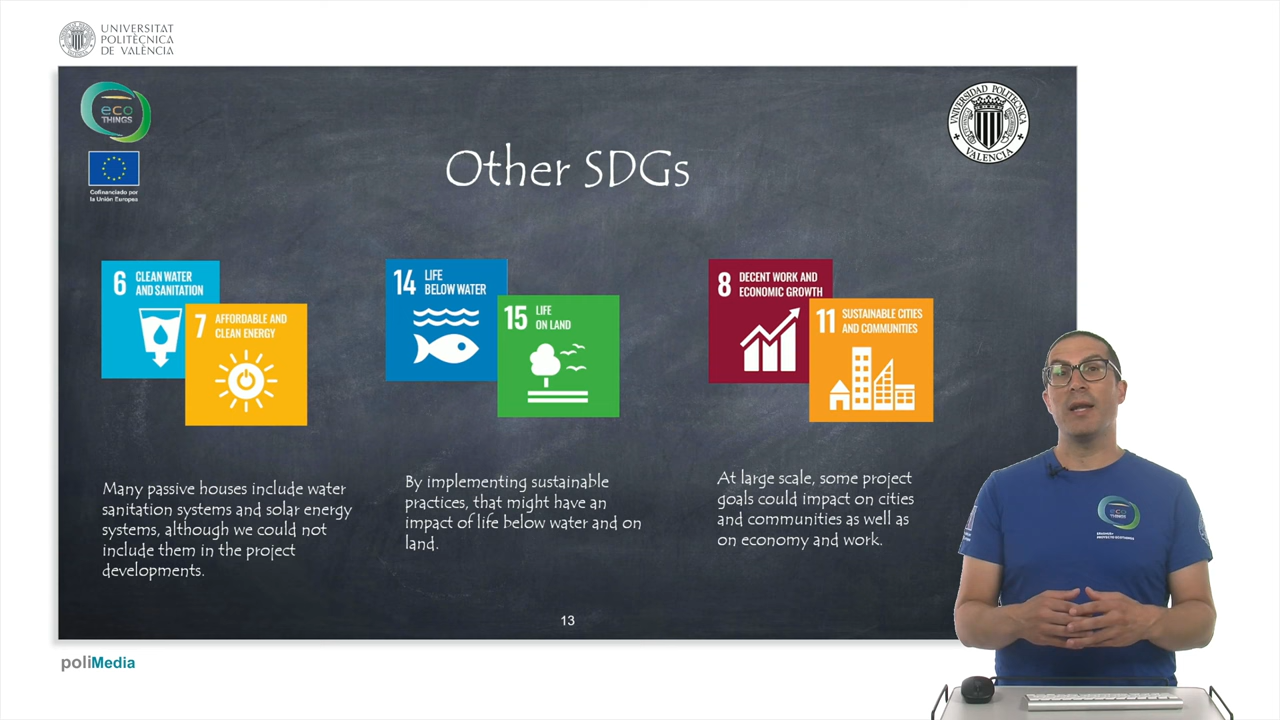 UNIVERSITAT
POLITÈCNICA
DE VALÈNCIA
eco
THINGS
Cofinanciado por
la Unión Europea
UNIVERSIDAD POLITECNICA
VALENCIA
Other SDGs
6 CLEAN WATER
AND SANITATION
7 AFFORDABLE AND
CLEAN ENERGY
14 LIFE
BELOW WATER
15 LIFE
ON LAND
8 DECENT WORK AND
ECONOMIC GROWTH
11 SUSTAINABLE CITIES
AND COMMUNITIES
Many passive houses include water
sanitation systems and solar energy
systems, although we could not
include them in the project
developments.
By implementing sustainable
practices, that might have an
impact of life below water and on
land.
At large scale, some project
goals could impact on cities
and communities as well as
on economy and work.
eco
THINGS
13
poliMedia